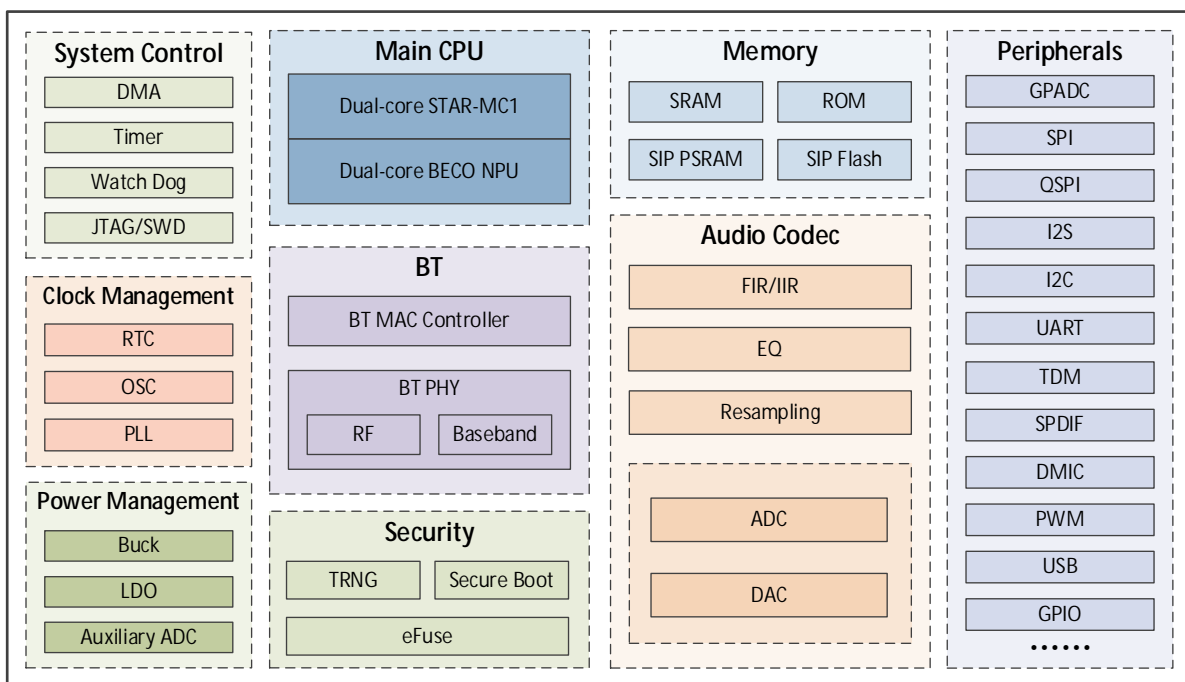 System Control
DMA
Timer
Watch Dog
JTAG/SWD
Clock Management
RTC
OSC
PLL
Power Management
Buck
LDO
Auxiliary ADC
Main CPU
Dual-core STAR-MC1
Dual-core BECO NPU
BT
BT MAC Controller
BT PHY
RF Baseband
Security
TRNG Secure Boot
eFuse
Memory
SRAM ROM
SIP PSRAM SIP Flash
Audio Codec
FIR/IIR
EQ
Resampling
ADC
DAC
Peripherals
GPADC
SPI
QSPI
I2S
I2C
UART
TDM
SPDIF
DMIC
PWM
USB
GPIO
······